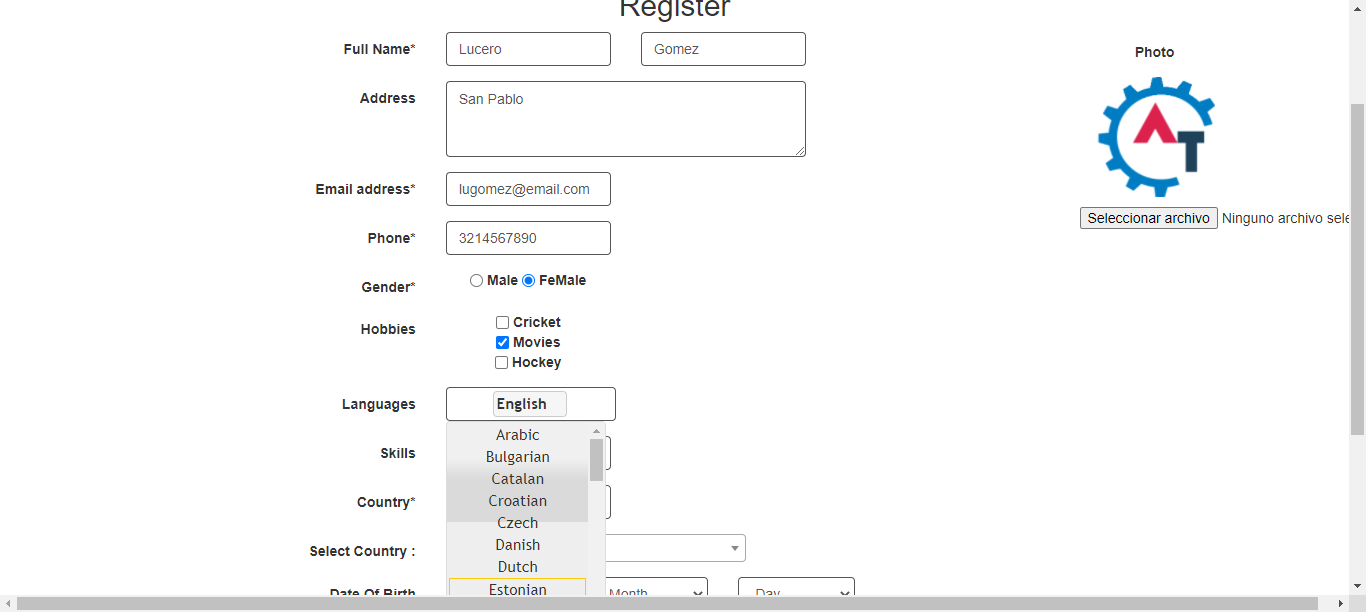 Register
Full Name* Lucero Gomez
Photo
Address San Pablo
AT
Email address* lugomez@email.com
Seleccionar archivo Ninguno archivo sele
Phone* 3214567890
Gender* Male FeMale
Hobbies Cricket
Movies
Hockey
Languages English
Arabic
Skills Bulgarian
Catalan
Country* Croatian
Czech
Select Country : Danish
Dutch
Date Of Birth Estonian Month Day